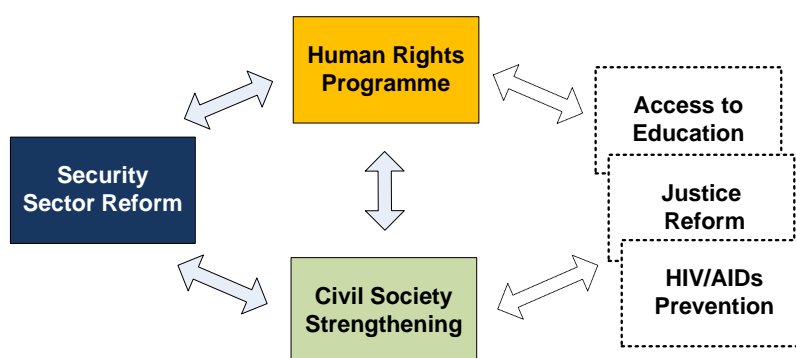 Human Rights
Programme
Access to
Education
Security
Sector Reform
Justice
Reform
Civil Society
Strengthening
HIV/AIDs
Prevention